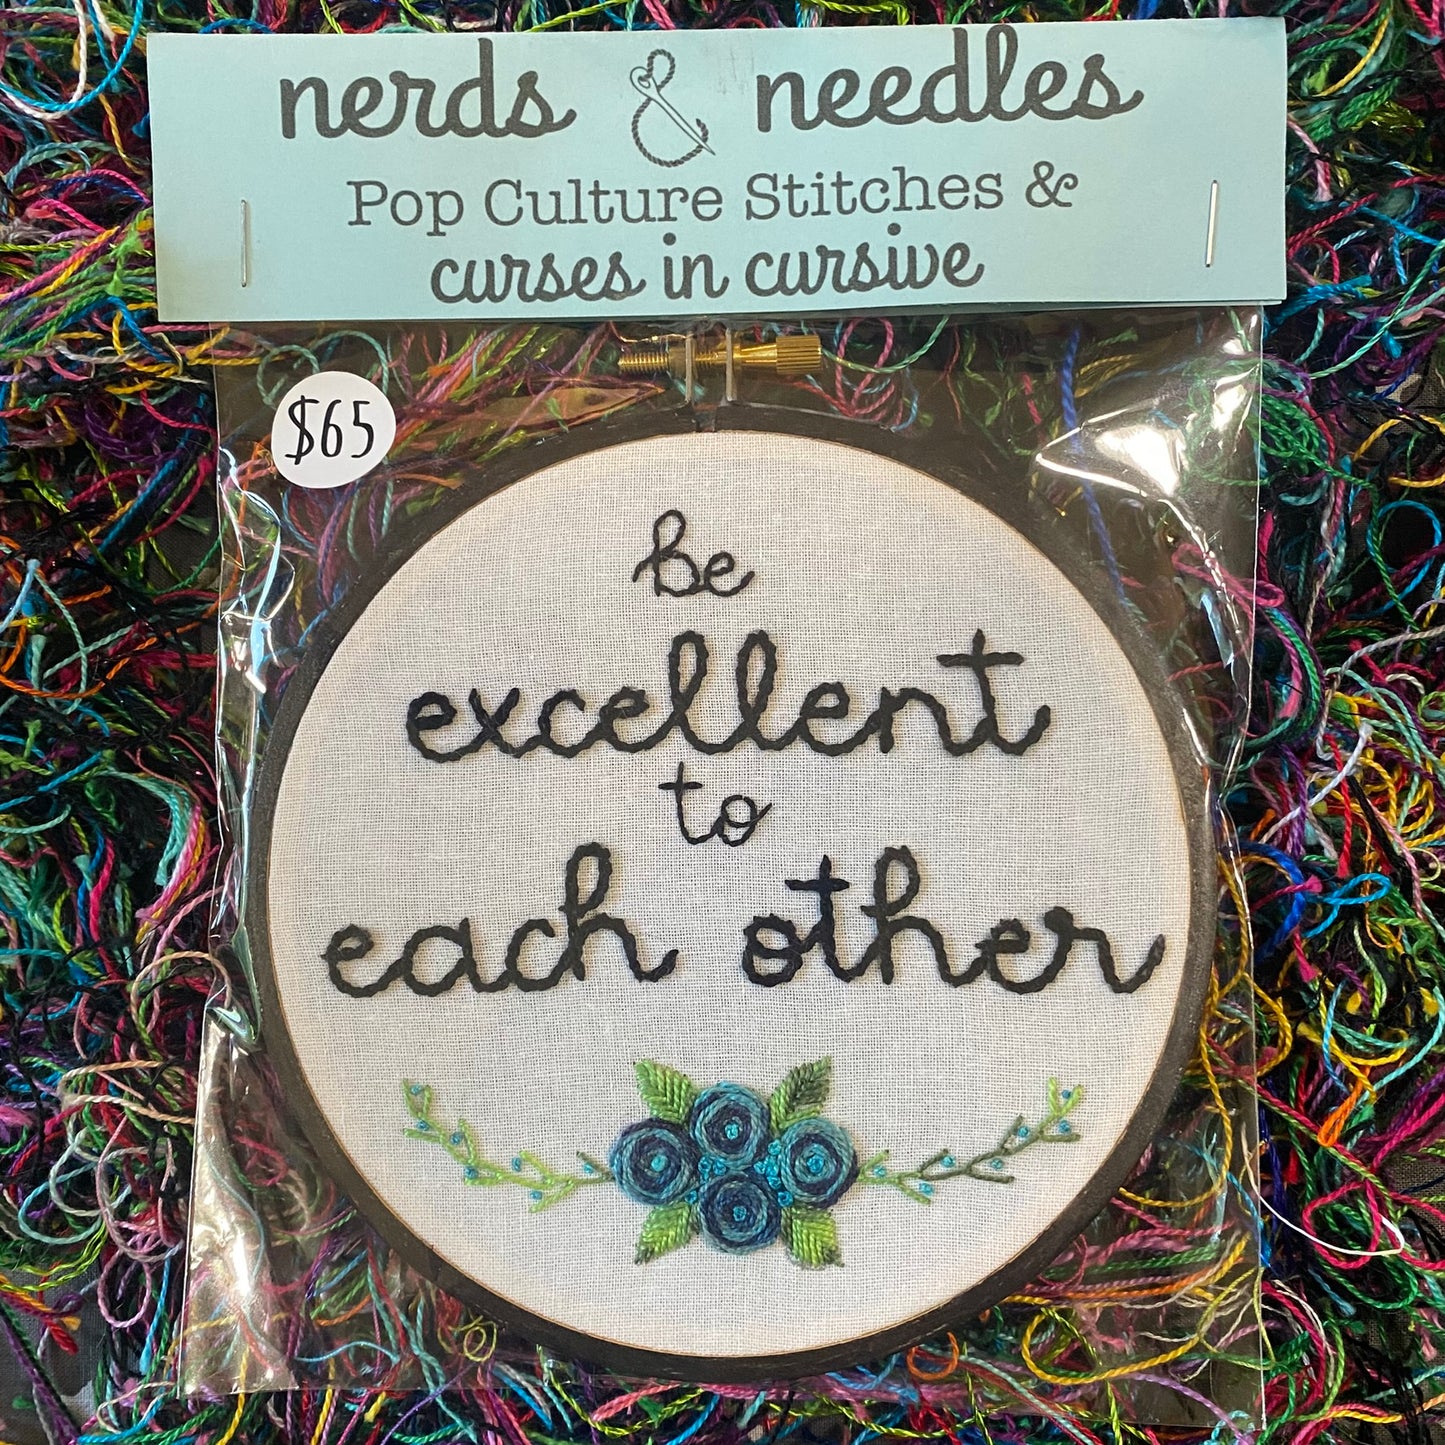 nerds & needles
Pop Culture Stitches &
curses in cursive
$65
be
excellent
to
each other